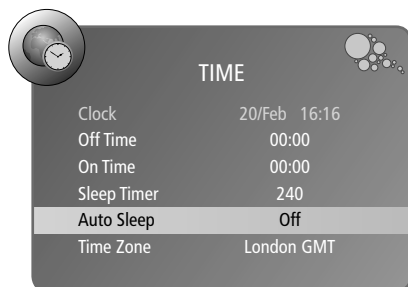 TIME
Clock 20/Feb 16:16
Off Time 00:00
On Time 00:00
Sleep Timer 240
Auto Sleep Off
Time Zone London GMT